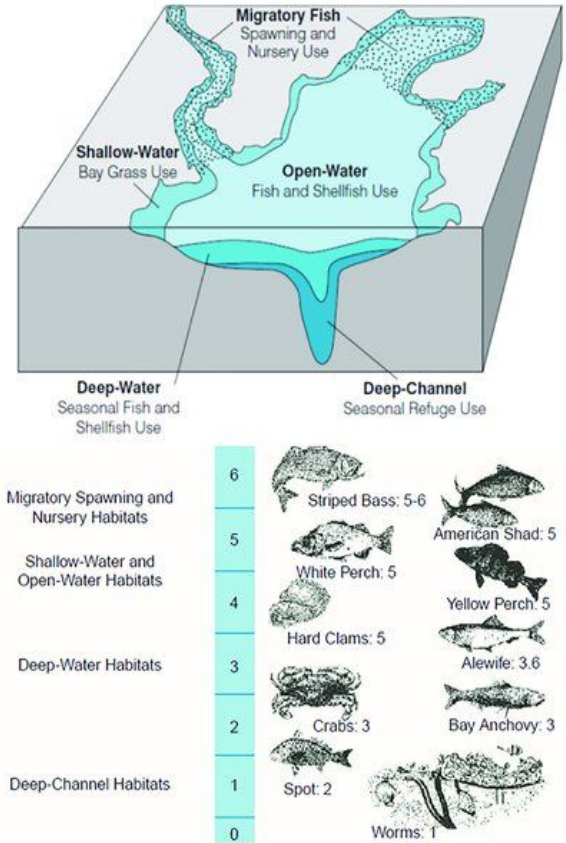 Migratory Fish
Spawning and
Nursery Use
Shallow-Water
Bay Grass Use
Open-Water
Fish and Shellfish Use
Deep-Water
Seasonal Fish and
Shellfish Use
Deep-Channel
Seasonal Refuge Use
Migratory Spawning and
Nursery Habitats
Shallow-Water and
Open-Water Habitats
Deep-Water Habitats
Deep-Channel Habitats
6
5
4
3
2
1
0
Striped Bass: 5-6
American Shad: 5
White Perch: 5
Yellow Perch: 5
Hard Clams: 5
Alewife: 3.6
Crabs: 3
Bay Anchovy: 3
Spot: 2
Worms: 1